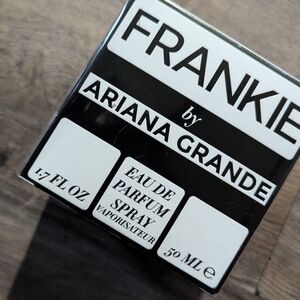 FRANKIE
by
ARIANA GRANDE
1.7 FL OZ
EAU DE
PARFUM
SPRAY
VAPORISATEUR
50 ML ℮